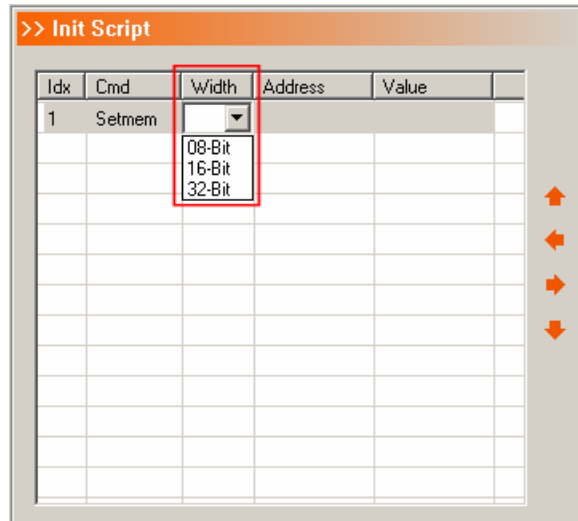 >> Init Script
Idx Cmd Width Address Value
1 Setmem
08-Bit
16-Bit
32-Bit